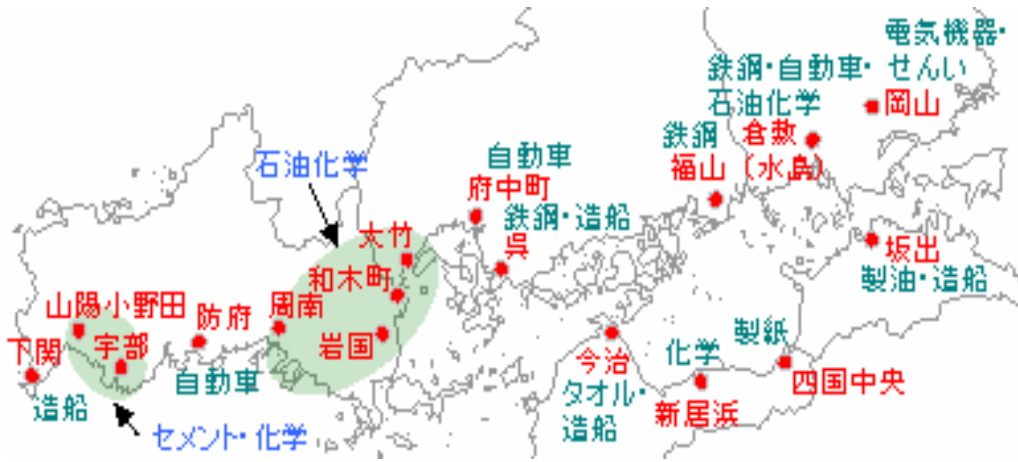 電気機器・
せんい
鉄鋼・自動車・
石油化学
岡山
倉敷
(水島)
鉄鋼
福山
自動車
府中町
鉄鋼・造船
呉
石油化学
大竹
和木町
岩国
周南
防府
自動車
山陽小野田
宇部
下関
造船
セメント・化学
坂出
製油・造船
製紙
四国中央
化学
新居浜
今治
タオル・
造船